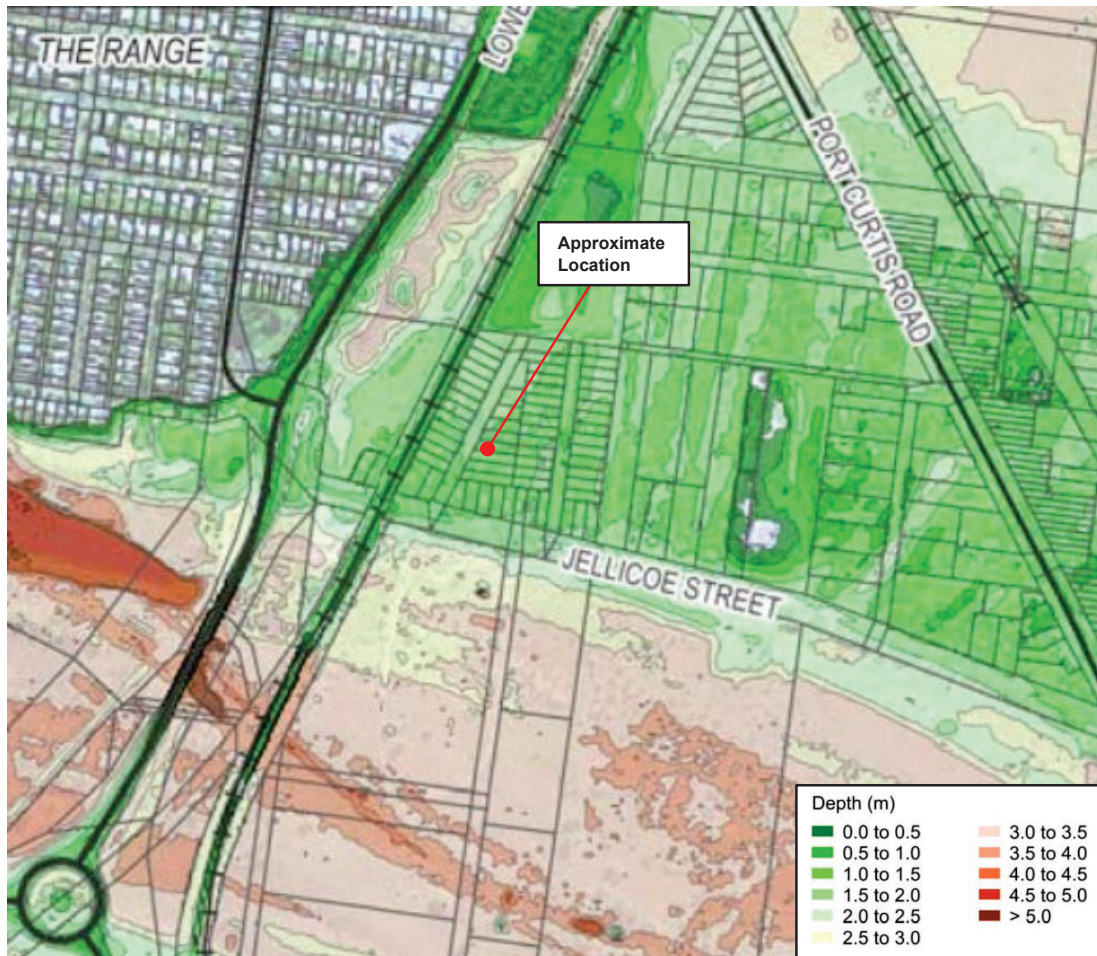 THE RANGE
LOWE
PORT CURTIS ROAD
Approximate
Location
JELLICOE STREET
Depth (m)
0.0 to 0.5
0.5 to 1.0
1.0 to 1.5
1.5 to 2.0
2.0 to 2.5
2.5 to 3.0
3.0 to 3.5
3.5 to 4.0
4.0 to 4.5
4.5 to 5.0
> 5.0